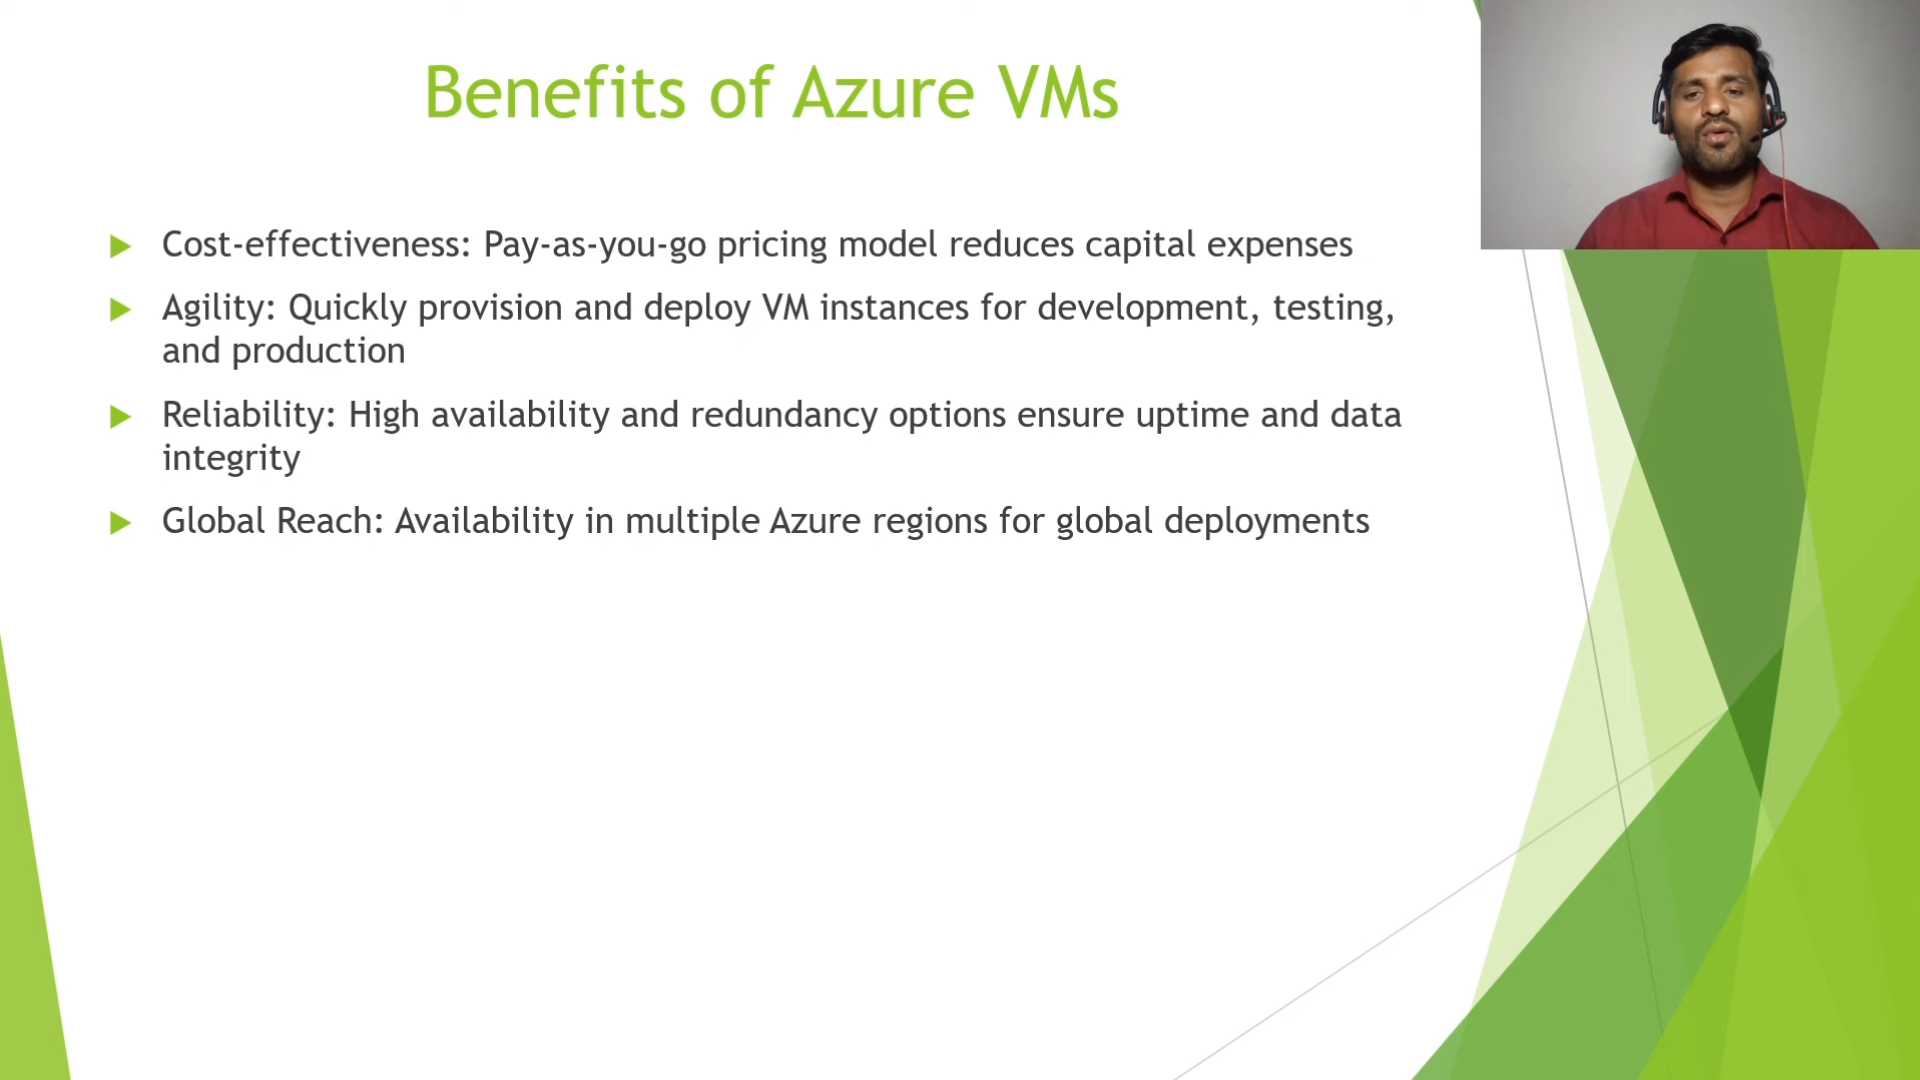 Benefits of Azure VMs
Cost-effectiveness: Pay-as-you-go pricing model reduces capital expenses
Agility: Quickly provision and deploy VM instances for development, testing,
and production
Reliability: High availability and redundancy options ensure uptime and data
integrity
Global Reach: Availability in multiple Azure regions for global deployments